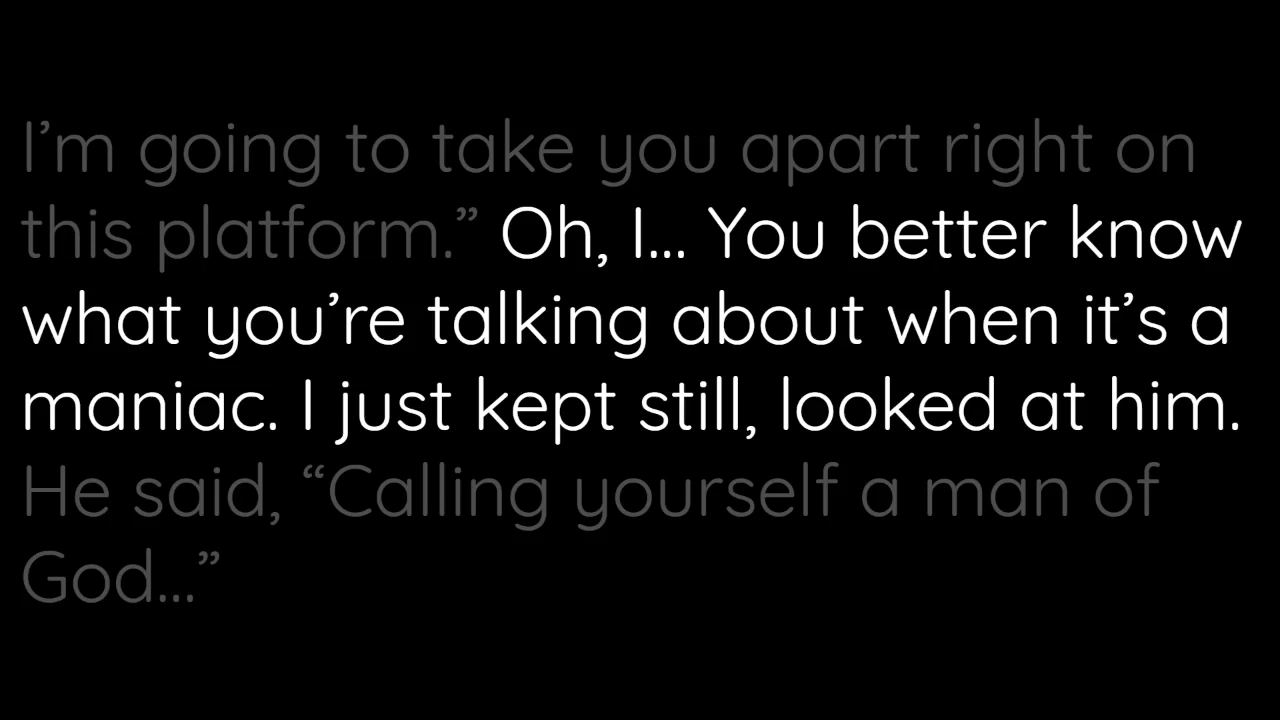 I’m going to take you apart right on
this platform.” Oh, I... You better know
what you’re talking about when it’s a
maniac. I just kept still, looked at him.
He said, “Calling yourself a man of
God...”